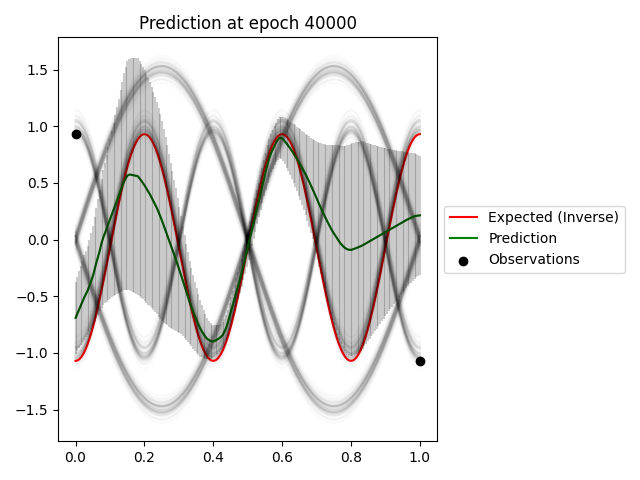 Prediction at epoch 40000
1.5
1.0
0.5
0.0
−0.5
−1.0
−1.5
0.0 0.2 0.4 0.6 0.8 1.0
Expected (Inverse)
Prediction
Observations